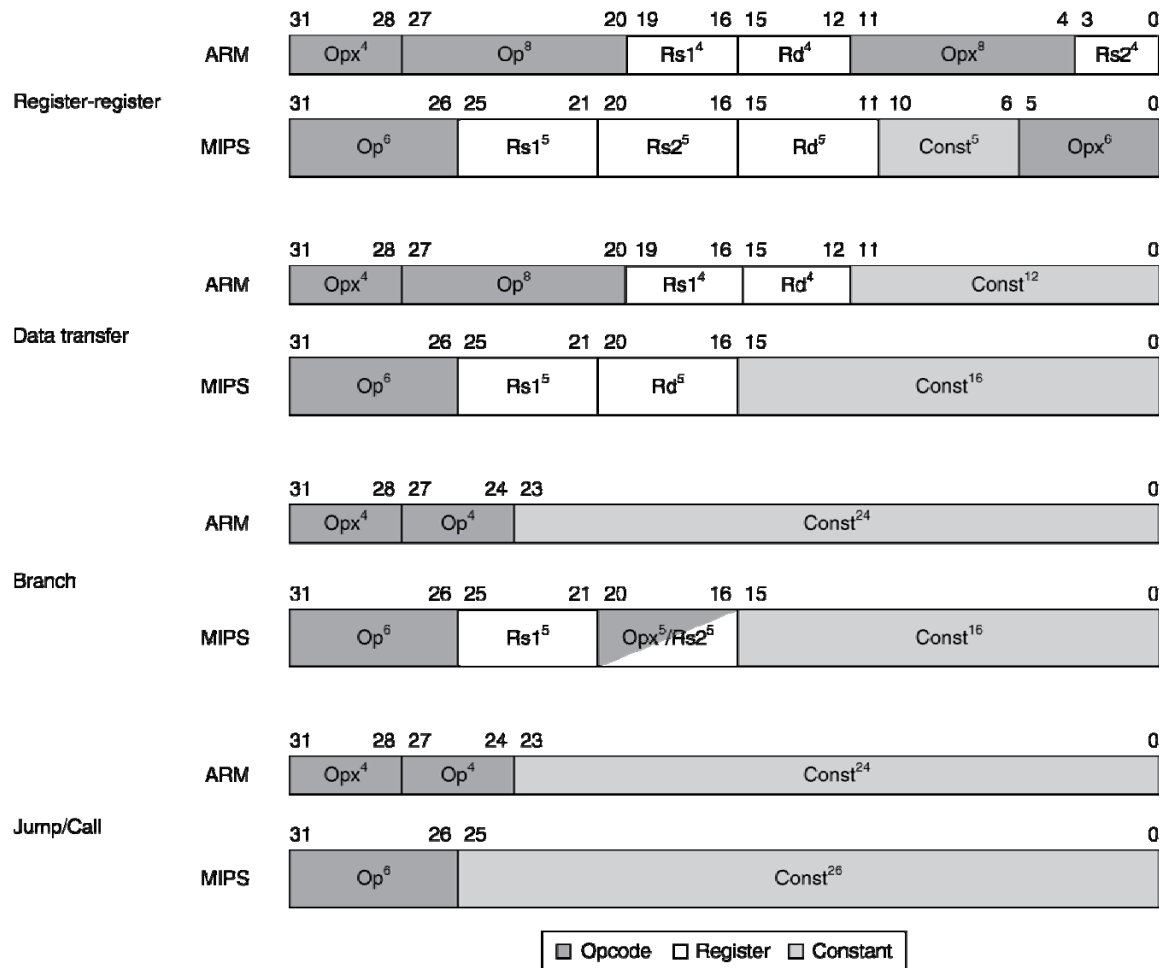 31 28 27 20 19 16 15 12 11 4 3 0
ARM Opx⁴ Op⁸ Rs1⁴ Rd⁴ Opx⁸ Rs2⁴
Register-register
31 26 25 21 20 16 15 11 10 6 5 0
MIPS Op⁶ Rs1⁵ Rs2⁵ Rd⁵ Const⁵ Opx⁶
31 28 27 20 19 16 15 12 11 0
ARM Opx⁴ Op⁸ Rs1⁴ Rd⁴ Const¹²
Data transfer
31 26 25 21 20 16 15 0
MIPS Op⁶ Rs1⁵ Rd⁵ Const¹⁶
31 28 27 24 23 0
ARM Opx⁴ Op⁴ Const²⁴
Branch
31 26 25 21 20 16 15 0
MIPS Op⁶ Rs1⁵ Opx⁵/Rs2⁵ Const¹⁶
31 28 27 24 23 0
ARM Opx⁴ Op⁴ Const²⁴
Jump/Call
31 26 25 0
MIPS Op⁶ Const²⁶
Opcode Register Constant